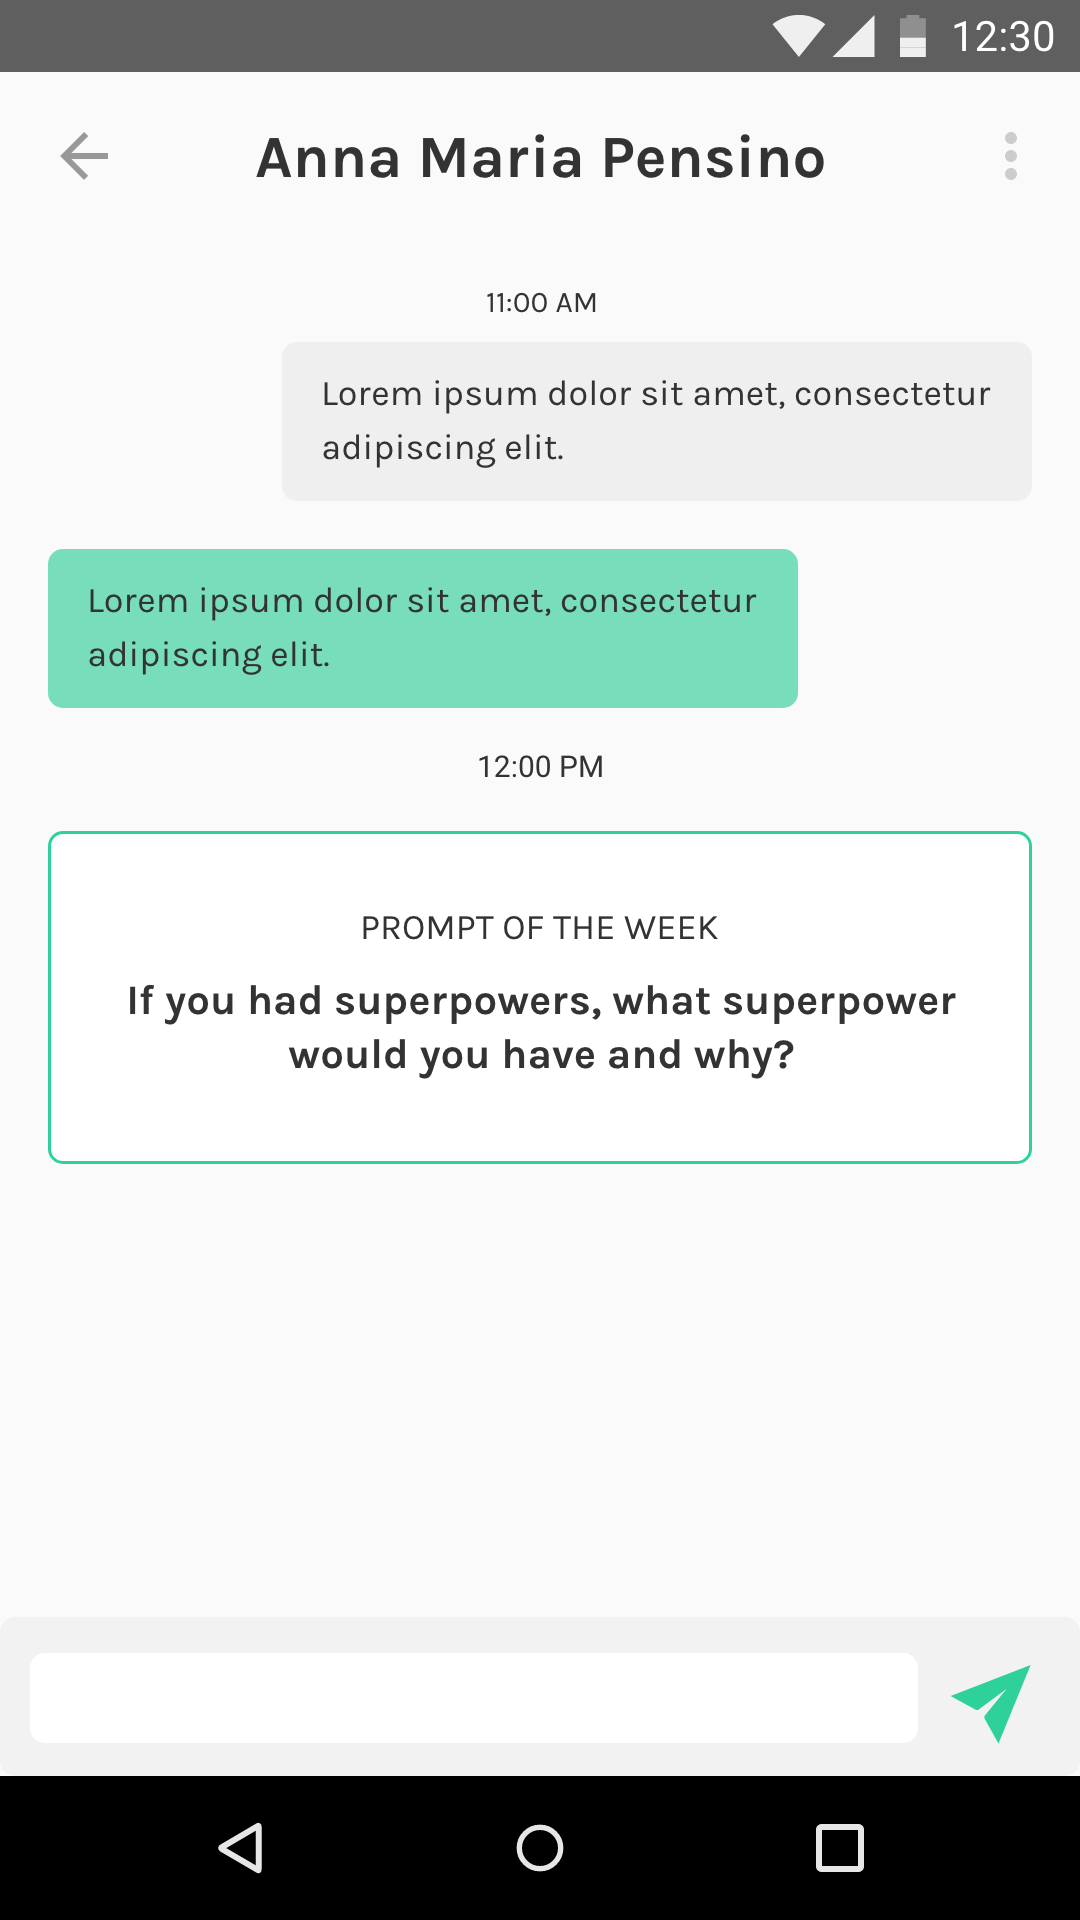 12:30
Anna Maria Pensino
11:00 AM
Lorem ipsum dolor sit amet, consectetur
adipiscing elit.
Lorem ipsum dolor sit amet, consectetur
adipiscing elit.
12:00 PM
PROMPT OF THE WEEK
If you had superpowers, what superpower
would you have and why?